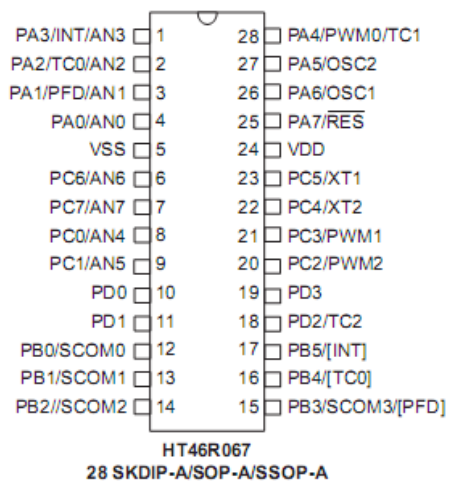 PA3/INT/AN3 1 28 PA4/PWM0/TC1
PA2/TC0/AN2 2 27 PA5/OSC2
PA1/PFD/AN1 3 26 PA6/OSC1
PA0/AN0 4 25 PA7/RES
VSS 5 24 VDD
PC6/AN6 6 23 PC5/XT1
PC7/AN7 7 22 PC4/XT2
PC0/AN4 8 21 PC3/PWM1
PC1/AN5 9 20 PC2/PWM2
PD0 10 19 PD3
PD1 11 18 PD2/TC2
PB0/SCOM0 12 17 PB5/[INT]
PB1/SCOM1 13 16 PB4/[TC0]
PB2//SCOM2 14 15 PB3/SCOM3/[PFD]
HT46R067
28 SKDIP-A/SOP-A/SSOP-A